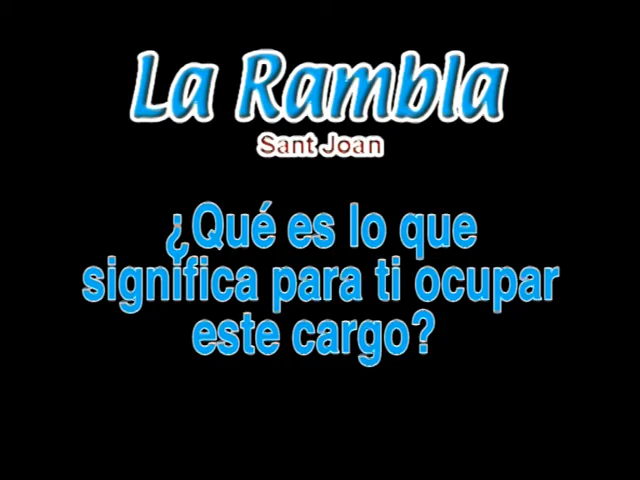 La Rambla
Sant Joan
¿Qué es lo que
significa para ti ocupar
este cargo?